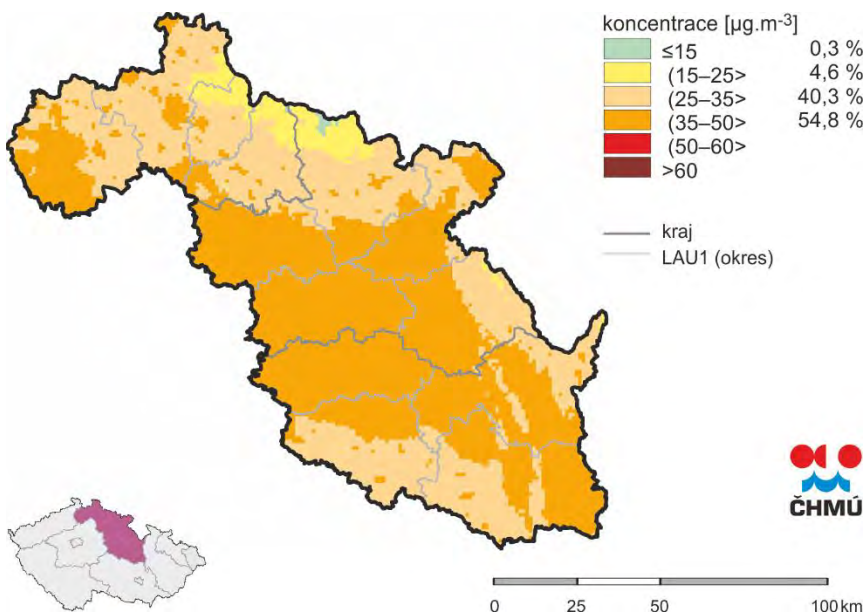 koncentrace [µg.m-3]
≤15 0,3 %
(15–25> 4,6 %
(25–35> 40,3 %
(35–50> 54,8 %
(50–60>
>60
kraj
LAU1 (okres)
ČHMÚ
0 25 50 100 km